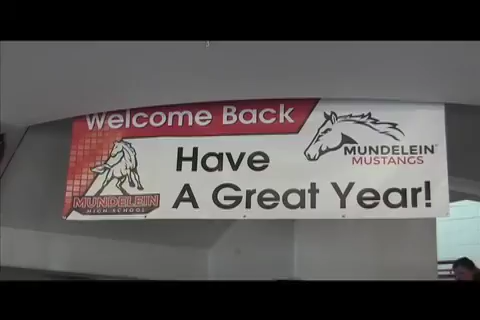 Welcome Back
Have
A Great Year!
MUNDELEIN
HIGH SCHOOL
MUNDELEIN
MUSTANGS